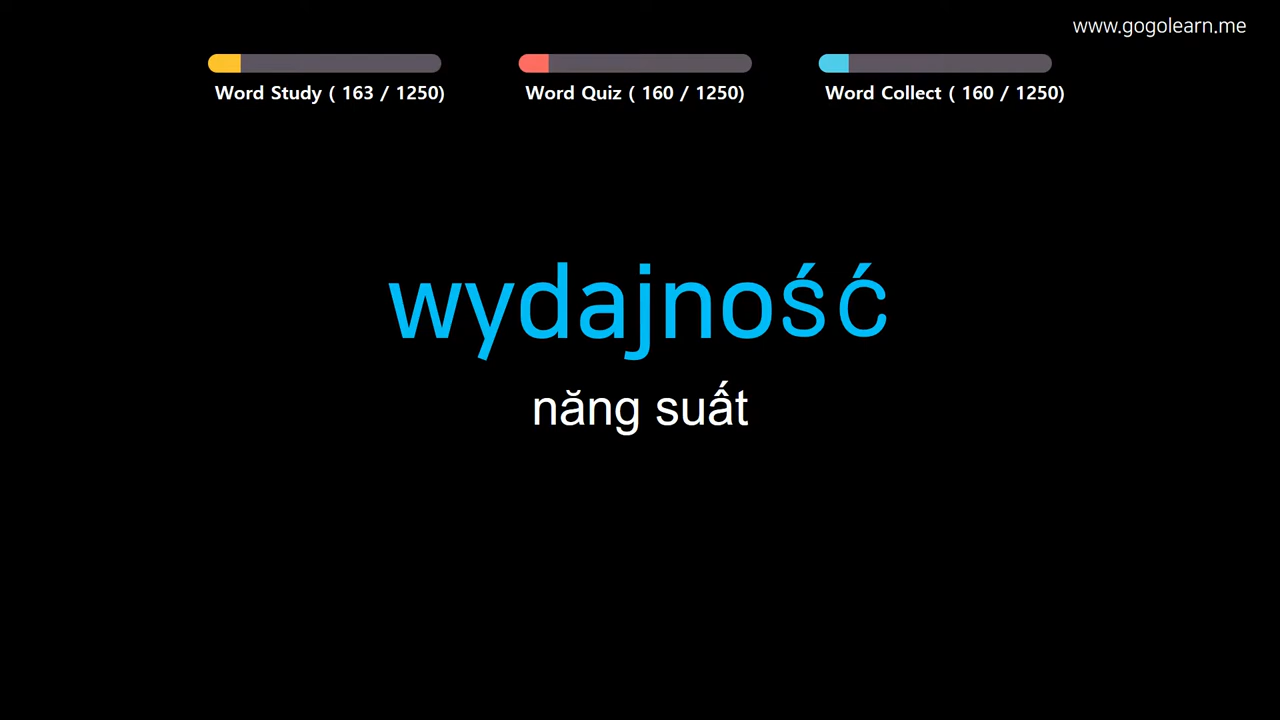 www.gogolearn.me
Word Study ( 163 / 1250)
Word Quiz ( 160 / 1250)
Word Collect ( 160 / 1250)
wydajność
năng suất